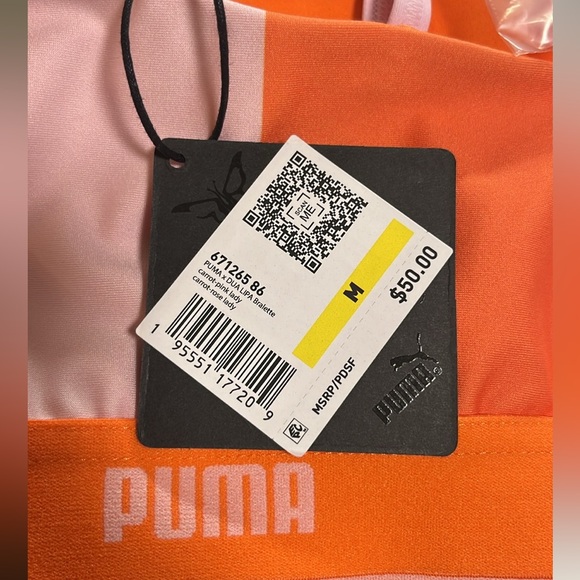 SCAN
ME
671265 86
PUMA x DUA LIPA Bralette
carrot-pink lady
carrot-rose lady
1 95551 17720 9
M
$50.00
MSRP/PDSF
PUMA
PUMA